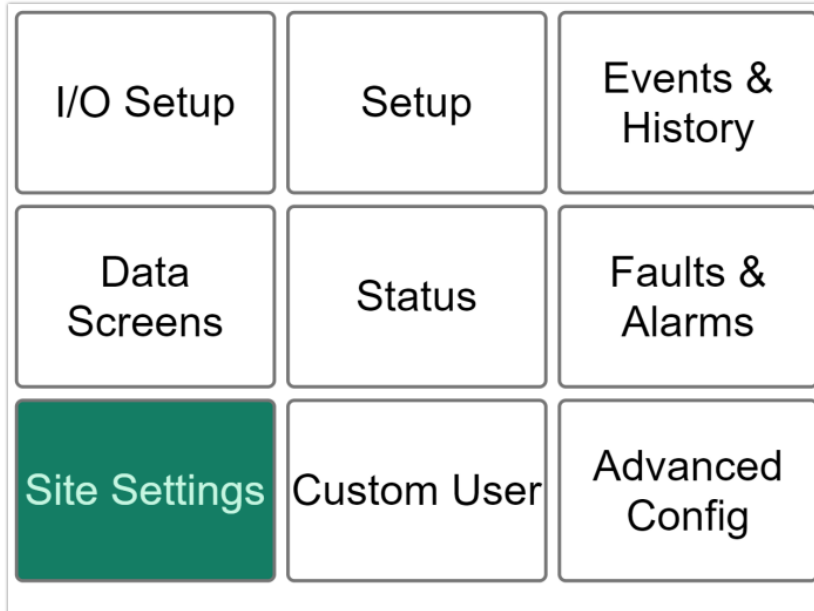 I/O Setup
Setup
Events &
History
Data
Screens
Status
Faults &
Alarms
Site Settings
Custom User
Advanced
Config